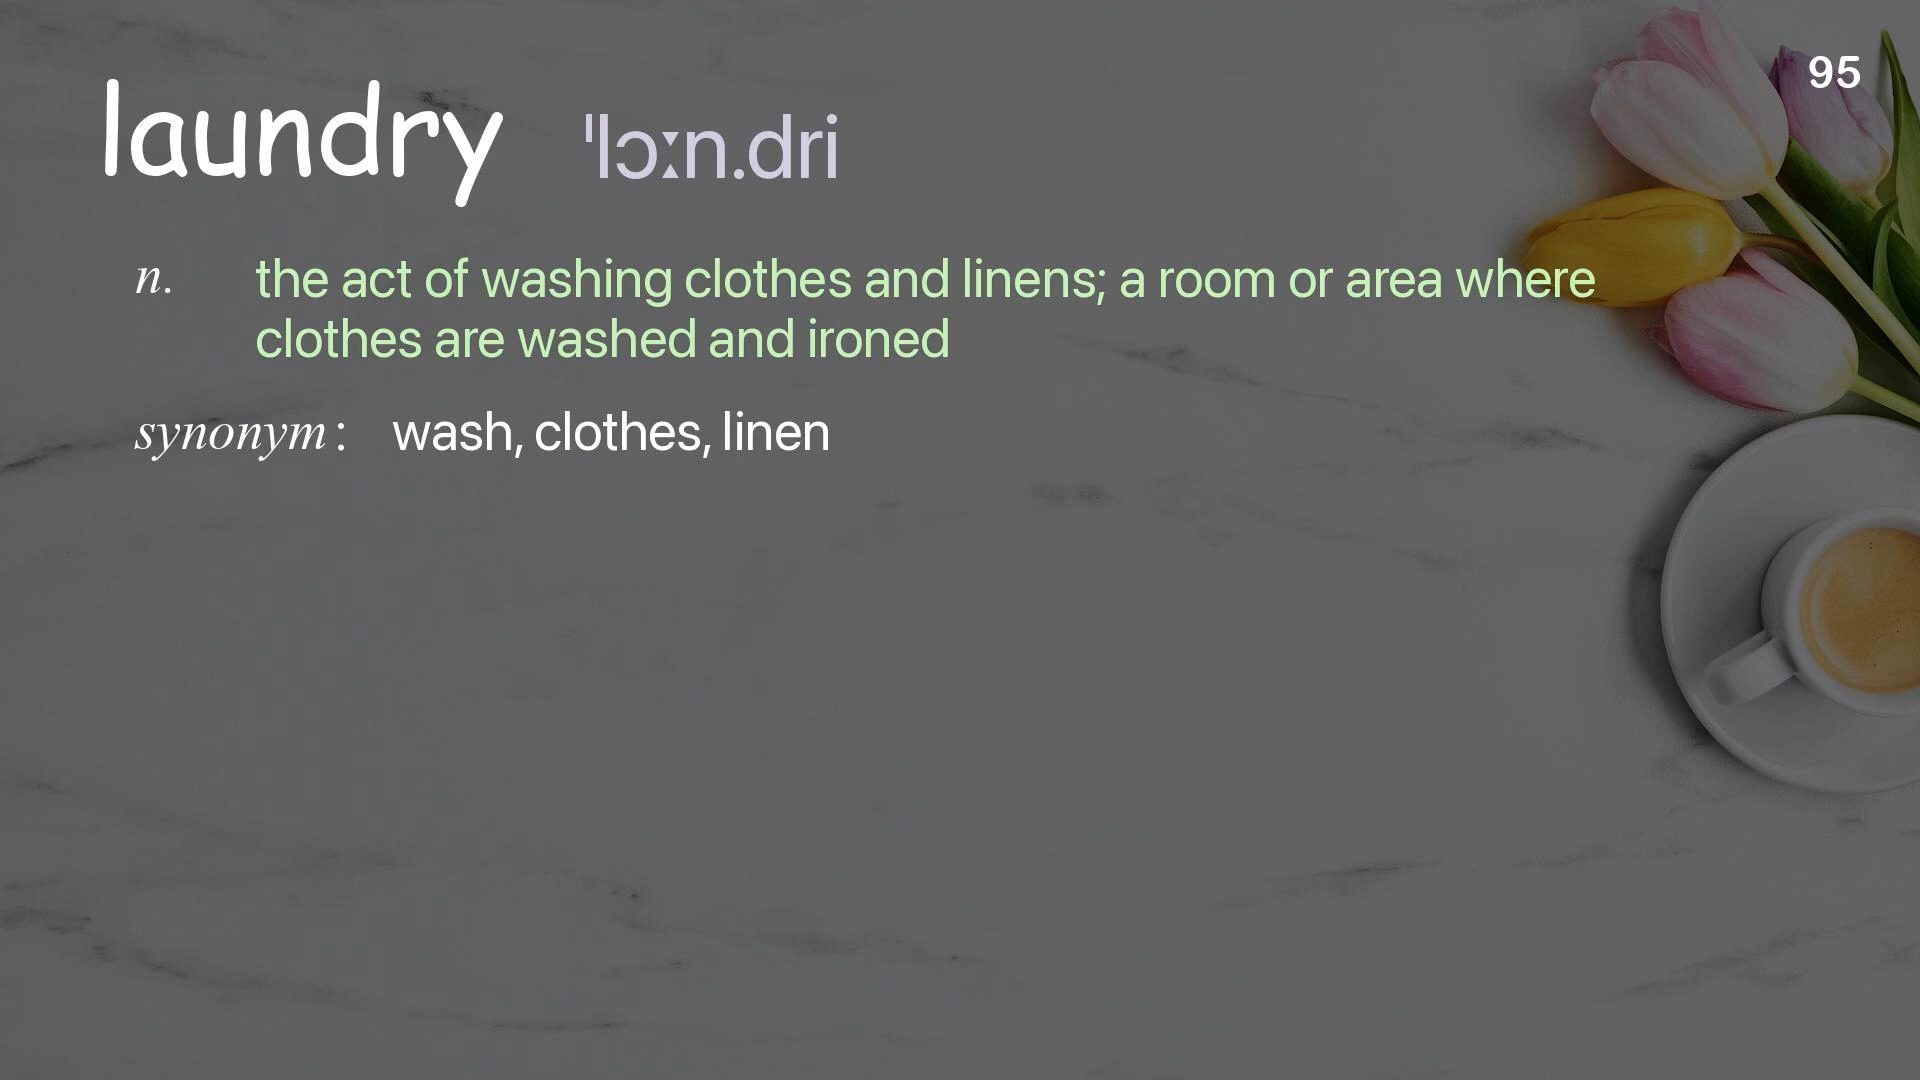 95
laundry ˈlɔːn.dri
n. the act of washing clothes and linens; a room or area where
clothes are washed and ironed
synonym: wash, clothes, linen